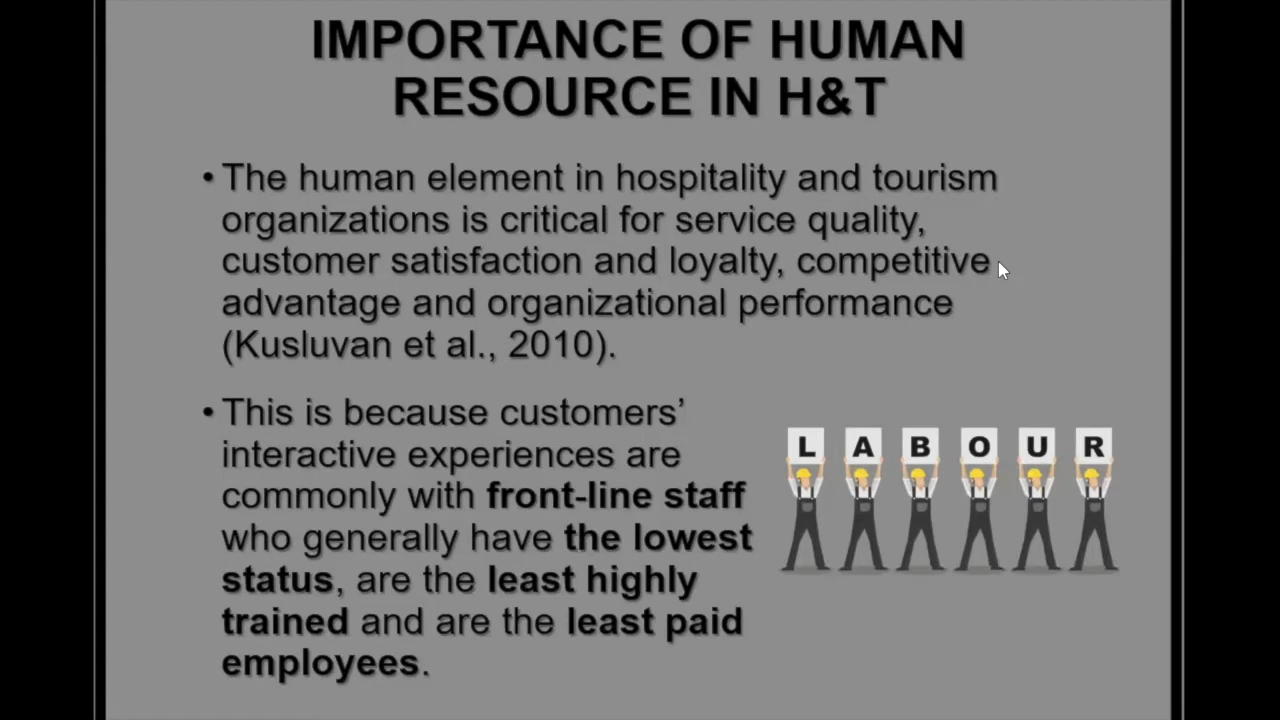 IMPORTANCE OF HUMAN
RESOURCE IN H&T
• The human element in hospitality and tourism
organizations is critical for service quality,
customer satisfaction and loyalty, competitive
advantage and organizational performance
(Kusluvan et al., 2010).
• This is because customers’
interactive experiences are
commonly with front-line staff
who generally have the lowest
status, are the least highly
trained and are the least paid
employees.
L A B O U R